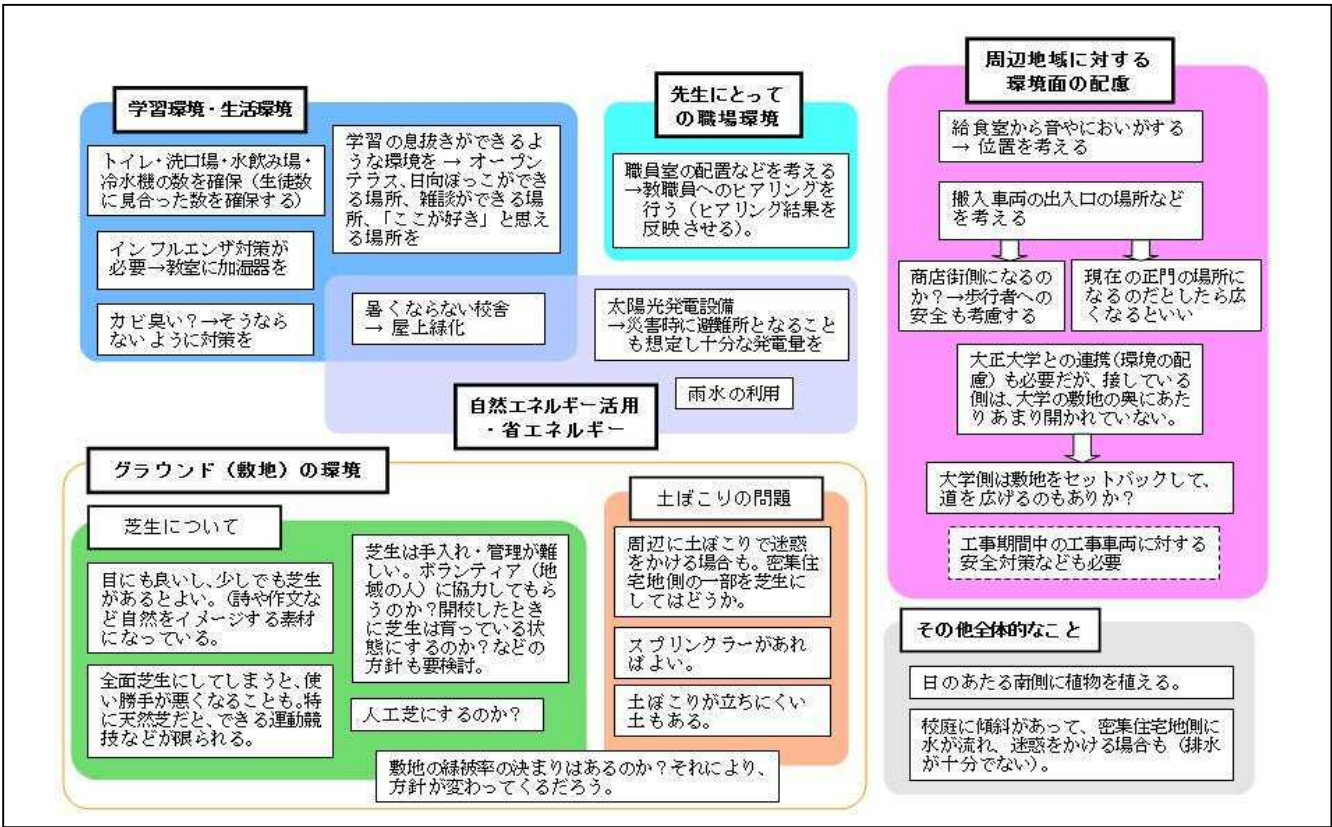 学習環境・生活環境
トイレ・洗口場・水飲み場・
冷水機の数を確保（生徒数
に見合った数を確保する）
インフルエンザ対策が
必要→教室に加湿器を
カビ臭い？→そうなら
ないように対策を
学習の息抜きができるよ
うな環境を → オープン
テラス、日向ぼっこができ
る場所、雑談ができる場
所、「ここが好き」と思え
る場所を
暑くならない校舎
→ 屋上緑化
先生にとって
の職場環境
職員室の配置などを考える
→教職員へのヒアリングを
行う（ヒアリング結果を
反映させる）。
太陽光発電設備
→災害時に避難所となること
も想定し十分な発電量を
雨水の利用
自然エネルギー活用
・省エネルギー
周辺地域に対する
環境面の配慮
給食室から音やにおいがする
→ 位置を考える
搬入車両の出入口の場所など
を考える
商店街側になるの
か？→歩行者への
安全も考慮する
現在の正門の場所に
なるのだとしたら広
くなるといい
大正大学との連携（環境の配
慮）も必要だが、接している
側は、大学の敷地の奥にあた
りあまり開かれていない。
大学側は敷地をセットバックして、
道を広げるのもありか？
工事期間中の工事車両に対する
安全対策なども必要
グラウンド（敷地）の環境
芝生について
目にも良いし、少しでも芝生
があるとよい。（詩や作文な
ど自然をイメージする素材
になっている。
全面芝生にしてしまうと、使
い勝手が悪くなることも。特
に天然芝だと、できる運動競
技などが限られる。
芝生は手入れ・管理が難
しい。ボランティア（地
域の人）に協力してもら
うのか？開校したとき
に芝生は育っている状
態にするのか？などの
方針も要検討。
人工芝にするのか？
土ぼこりの問題
周辺に土ぼこりで迷惑
をかける場合も。密集住
宅地側の一部を芝生に
してはどうか。
スプリンクラーがあれ
ばよい。
土ぼこりが立ちにくい
土もある。
敷地の緑被率の決まりはあるのか？それにより、
方針が変わってくるだろう。
その他全体的なこと
日のあたる南側に植物を植える。
校庭に傾斜があって、密集住宅地側に
水が流れ、迷惑をかける場合も（排水
が十分でない）。